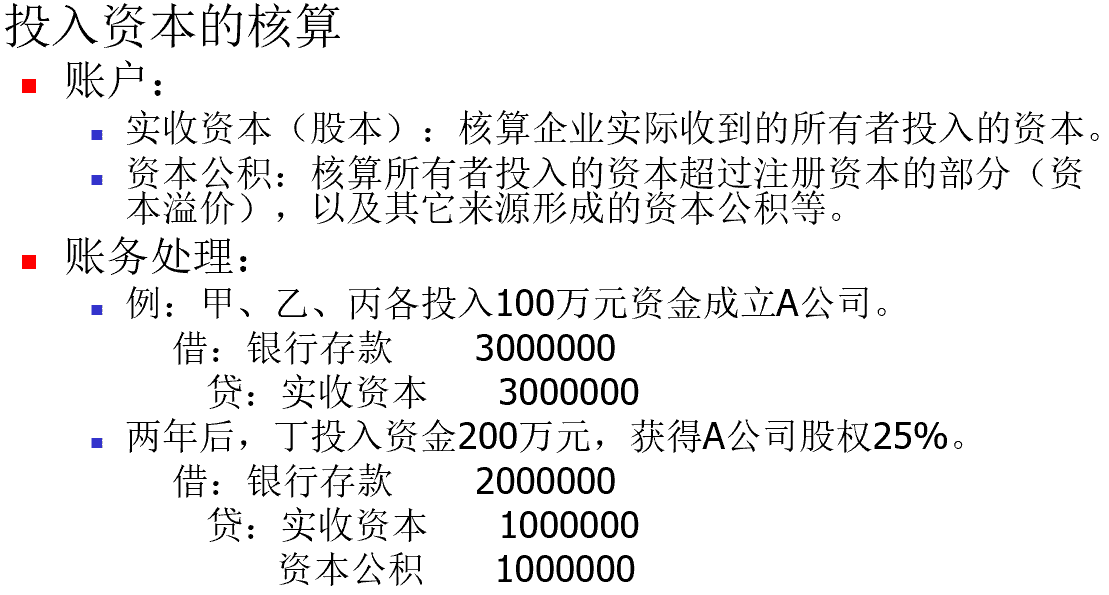 投入资本的核算
账户：
实收资本（股本）：核算企业实际收到的所有者投入的资本。
资本公积：核算所有者投入的资本超过注册资本的部分（资
本溢价），以及其它来源形成的资本公积等。
账务处理：
例：甲、乙、丙各投入100万元资金成立A公司。
借：银行存款 3000000
贷：实收资本 3000000
两年后，丁投入资金200万元，获得A公司股权25%。
借：银行存款 2000000
贷：实收资本 1000000
资本公积 1000000